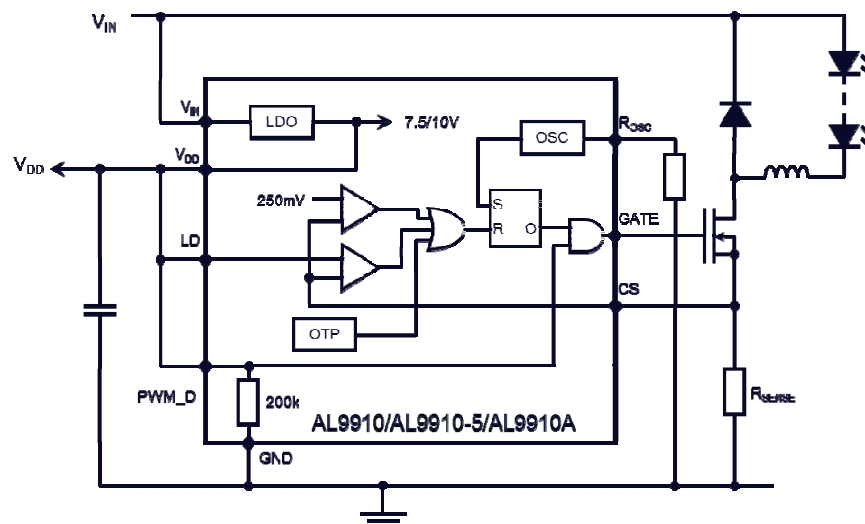 VIN
VIN
LDO
7.5/10V
OSC
ROSC
VDD
VDD
250mV
S
R
O
GATE
LD
CS
OTP
PWM_D
200k
RSENSE
AL9910/AL9910-5/AL9910A
GND